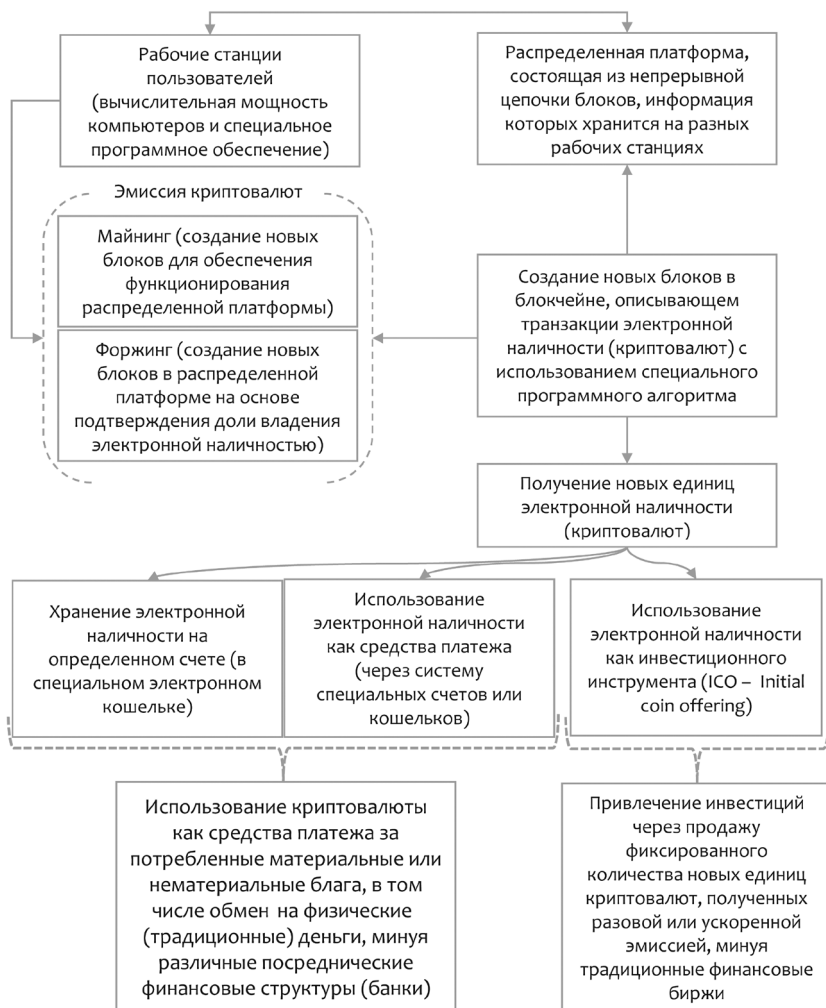 Рабочие станции
пользователей
(вычислительная мощность
компьютеров и специальное
программное обеспечение)
Распределенная платформа,
состоящая из непрерывной
цепочки блоков, информация
которых хранится на разных
рабочих станциях
Эмиссия криптовалют
Майнинг (создание новых
блоков для обеспечения
функционирования
распределенной платформы)
Форжинг (создание новых
блоков в распределенной
платформе на основе
подтверждения доли владения
электронной наличностью)
Создание новых блоков в
блокчейне, описывающем
транзакции электронной
наличности (криптовалют) с
использованием специального
программного алгоритма
Получение новых единиц
электронной наличности
(криптовалют)
Хранение электронной
наличности на
определенном счете (в
специальном электронном
кошельке)
Использование
электронной наличности
как средства платежа
(через систему
специальных счетов или
кошельков)
Использование
электронной наличности
как инвестиционного
инструмента (ICO – Initial
coin offering)
Использование криптовалюты
как средства платежа за
потребленные материальные или
нематериальные блага, в том
числе обмен на физические
(традиционные) деньги, минуя
различные посреднические
финансовые структуры (банки)
Привлечение инвестиций
через продажу
фиксированного
количества новых единиц
криптовалют, полученных
разовой или ускоренной
эмиссией, минуя
традиционные финансовые
биржи